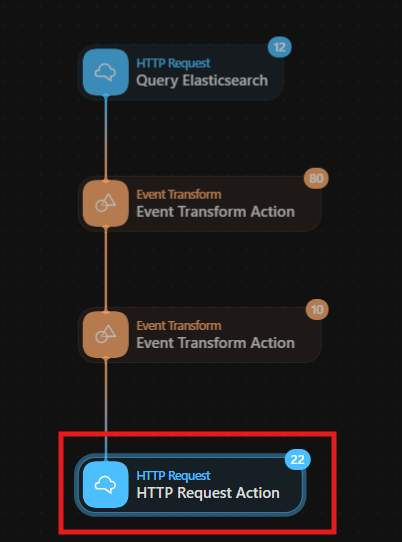 12
HTTP Request
Query Elasticsearch
80
Event Transform
Event Transform Action
10
Event Transform
Event Transform Action
22
HTTP Request
HTTP Request Action